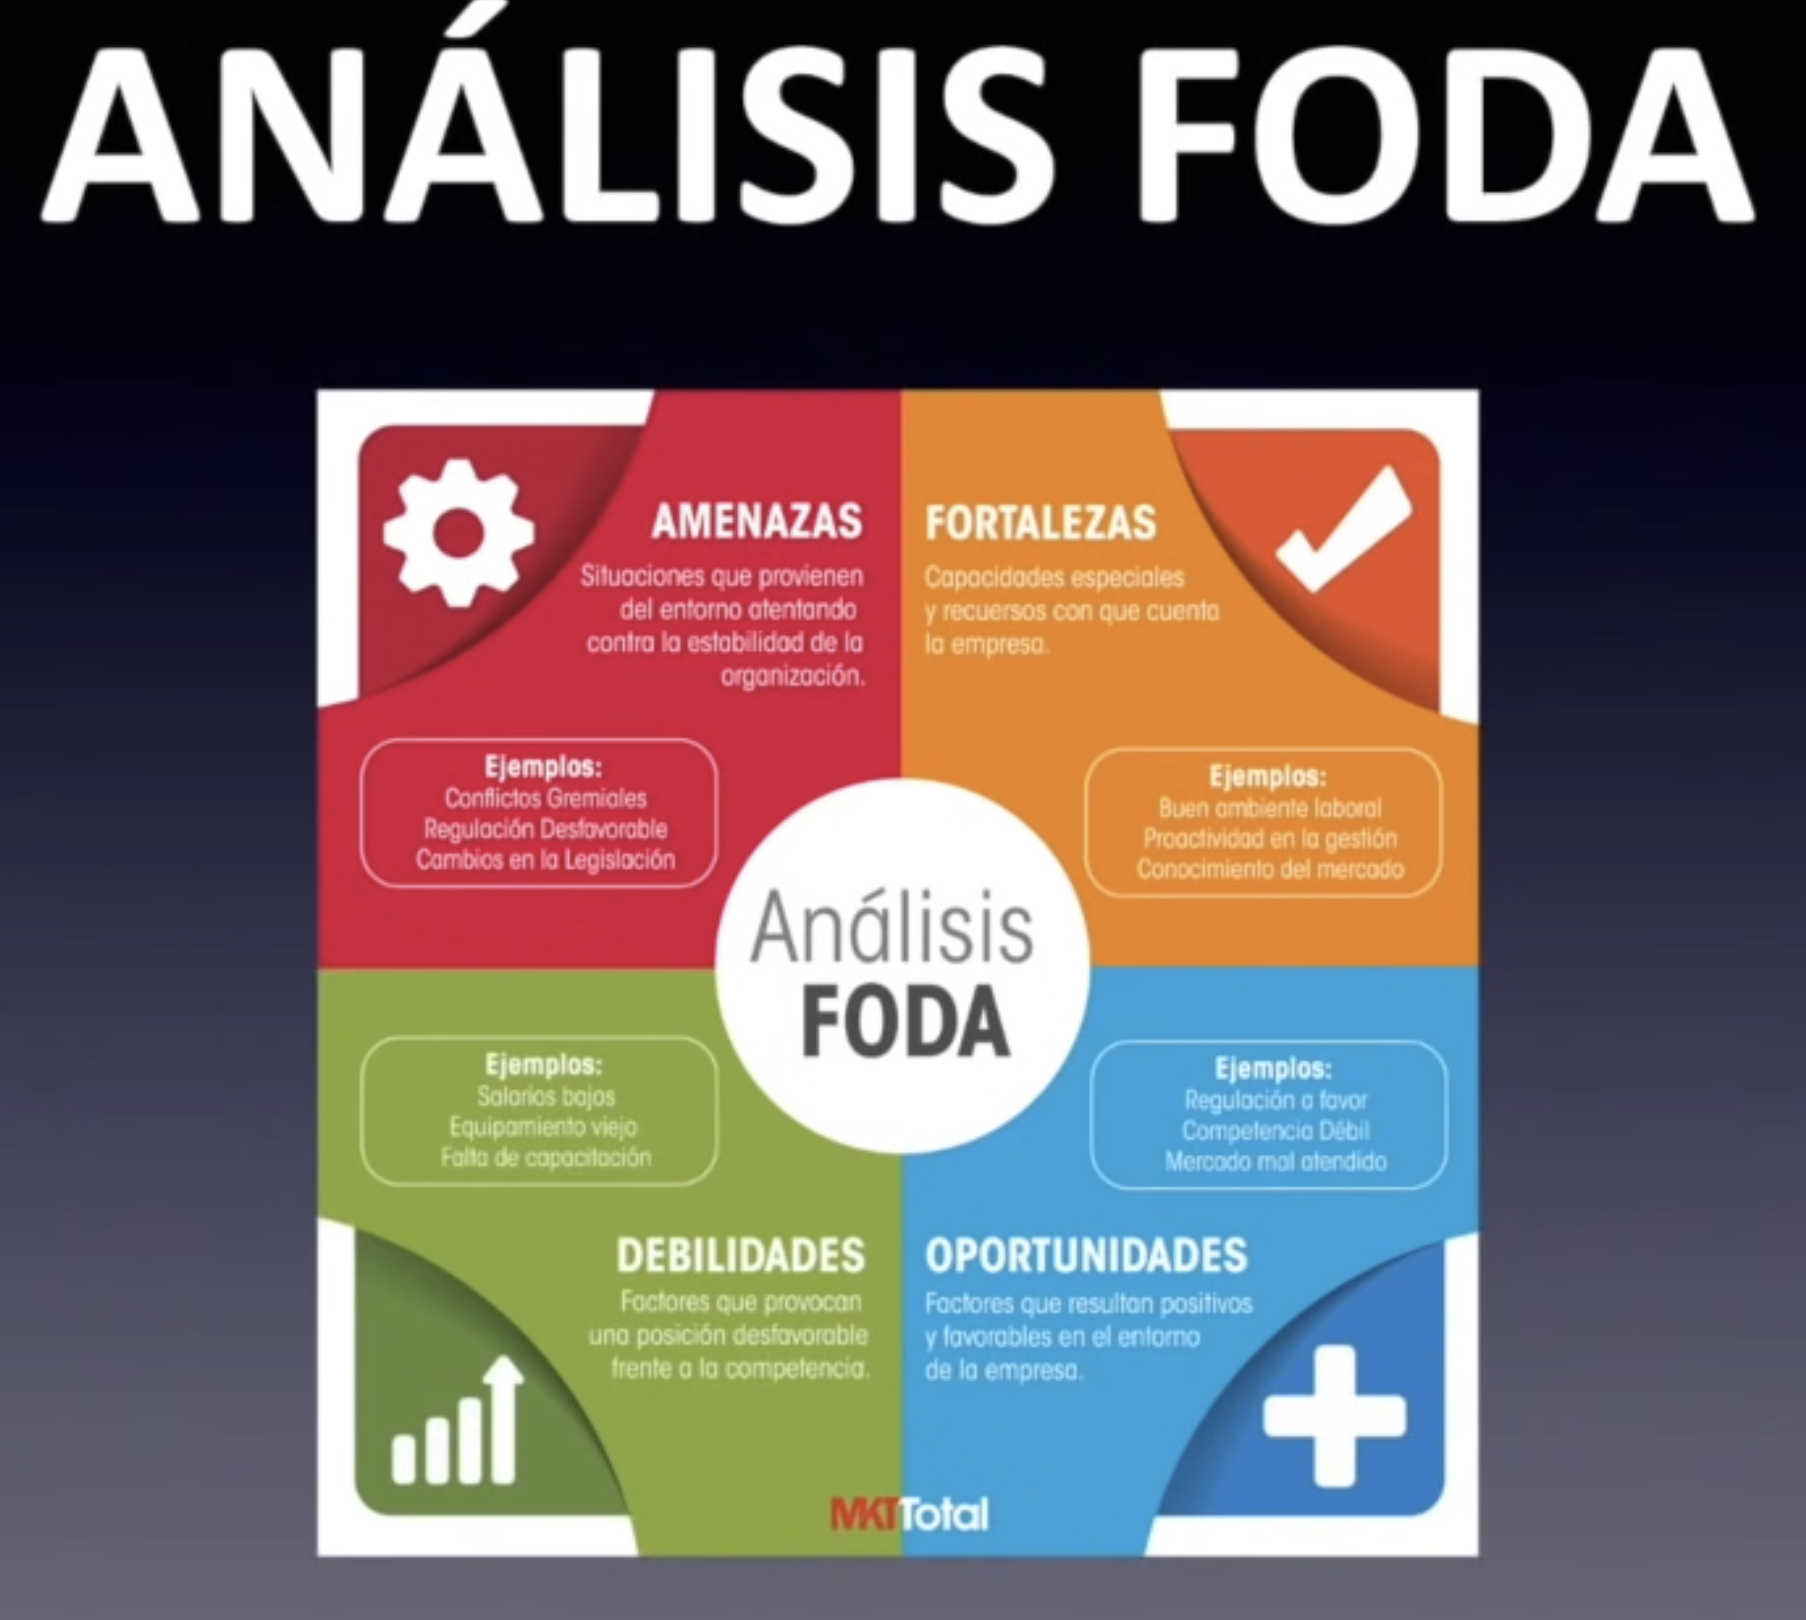 ANÁLISIS FODA
AMENAZAS
Situaciones que provienen
del entorno atentando
contra la estabilidad de la
organización.
Ejemplos:
Conflictos Gremiales
Regulación Desfavorable
Cambios en la Legislación
FORTALEZAS
Capacidades especiales
y recuersos con que cuenta
la empresa.
Ejemplos:
Buen ambiente laboral
Proactividad en la gestión
Conocimiento del mercado
Análisis
FODA
Ejemplos:
Salarios bajos
Equipamiento viejo
Falta de capacitación
DEBILIDADES
Factores que provocan
una posición desfavorable
frente a la competencia.
Ejemplos:
Regulación a favor
Competencia Débil
Mercado mal atendido
OPORTUNIDADES
Factores que resultan positivos
y favorables en el entorno
de la empresa.
MKTTotal